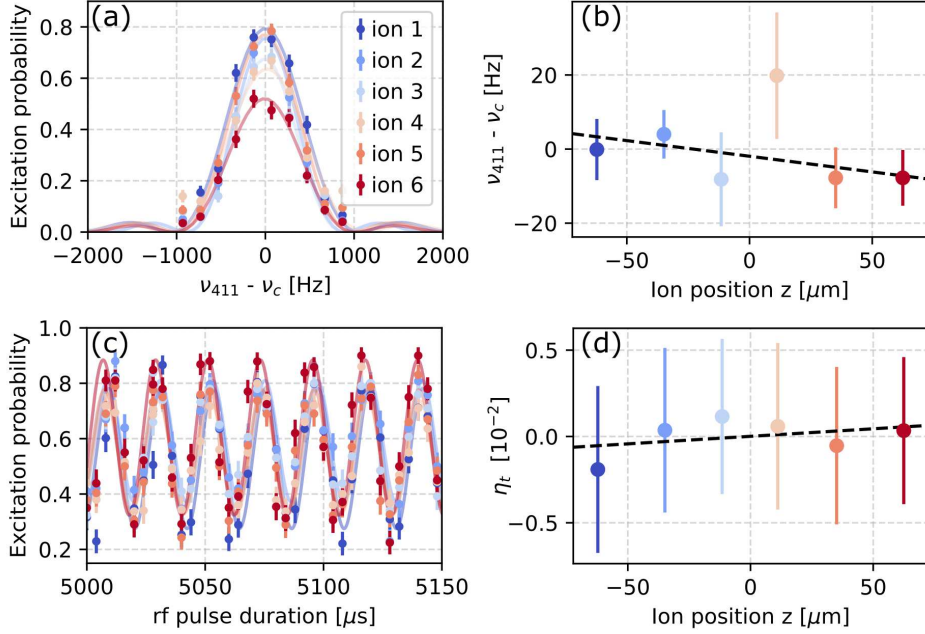 (a)
Excitation probability
0.8
0.6
0.4
0.2
0.0
−2000 −1000 0 1000 2000
ν₄₁₁ - ν_c [Hz]
ion 1
ion 2
ion 3
ion 4
ion 5
ion 6
(b)
ν₄₁₁ - ν_c [Hz]
20
0
−20
−50 0 50
Ion position z [μm]
(c)
Excitation probability
1.0
0.8
0.6
0.4
0.2
5000 5050 5100 5150
rf pulse duration [μs]
(d)
η_t [10⁻²]
0.5
0.0
−0.5
−50 0 50
Ion position z [μm]